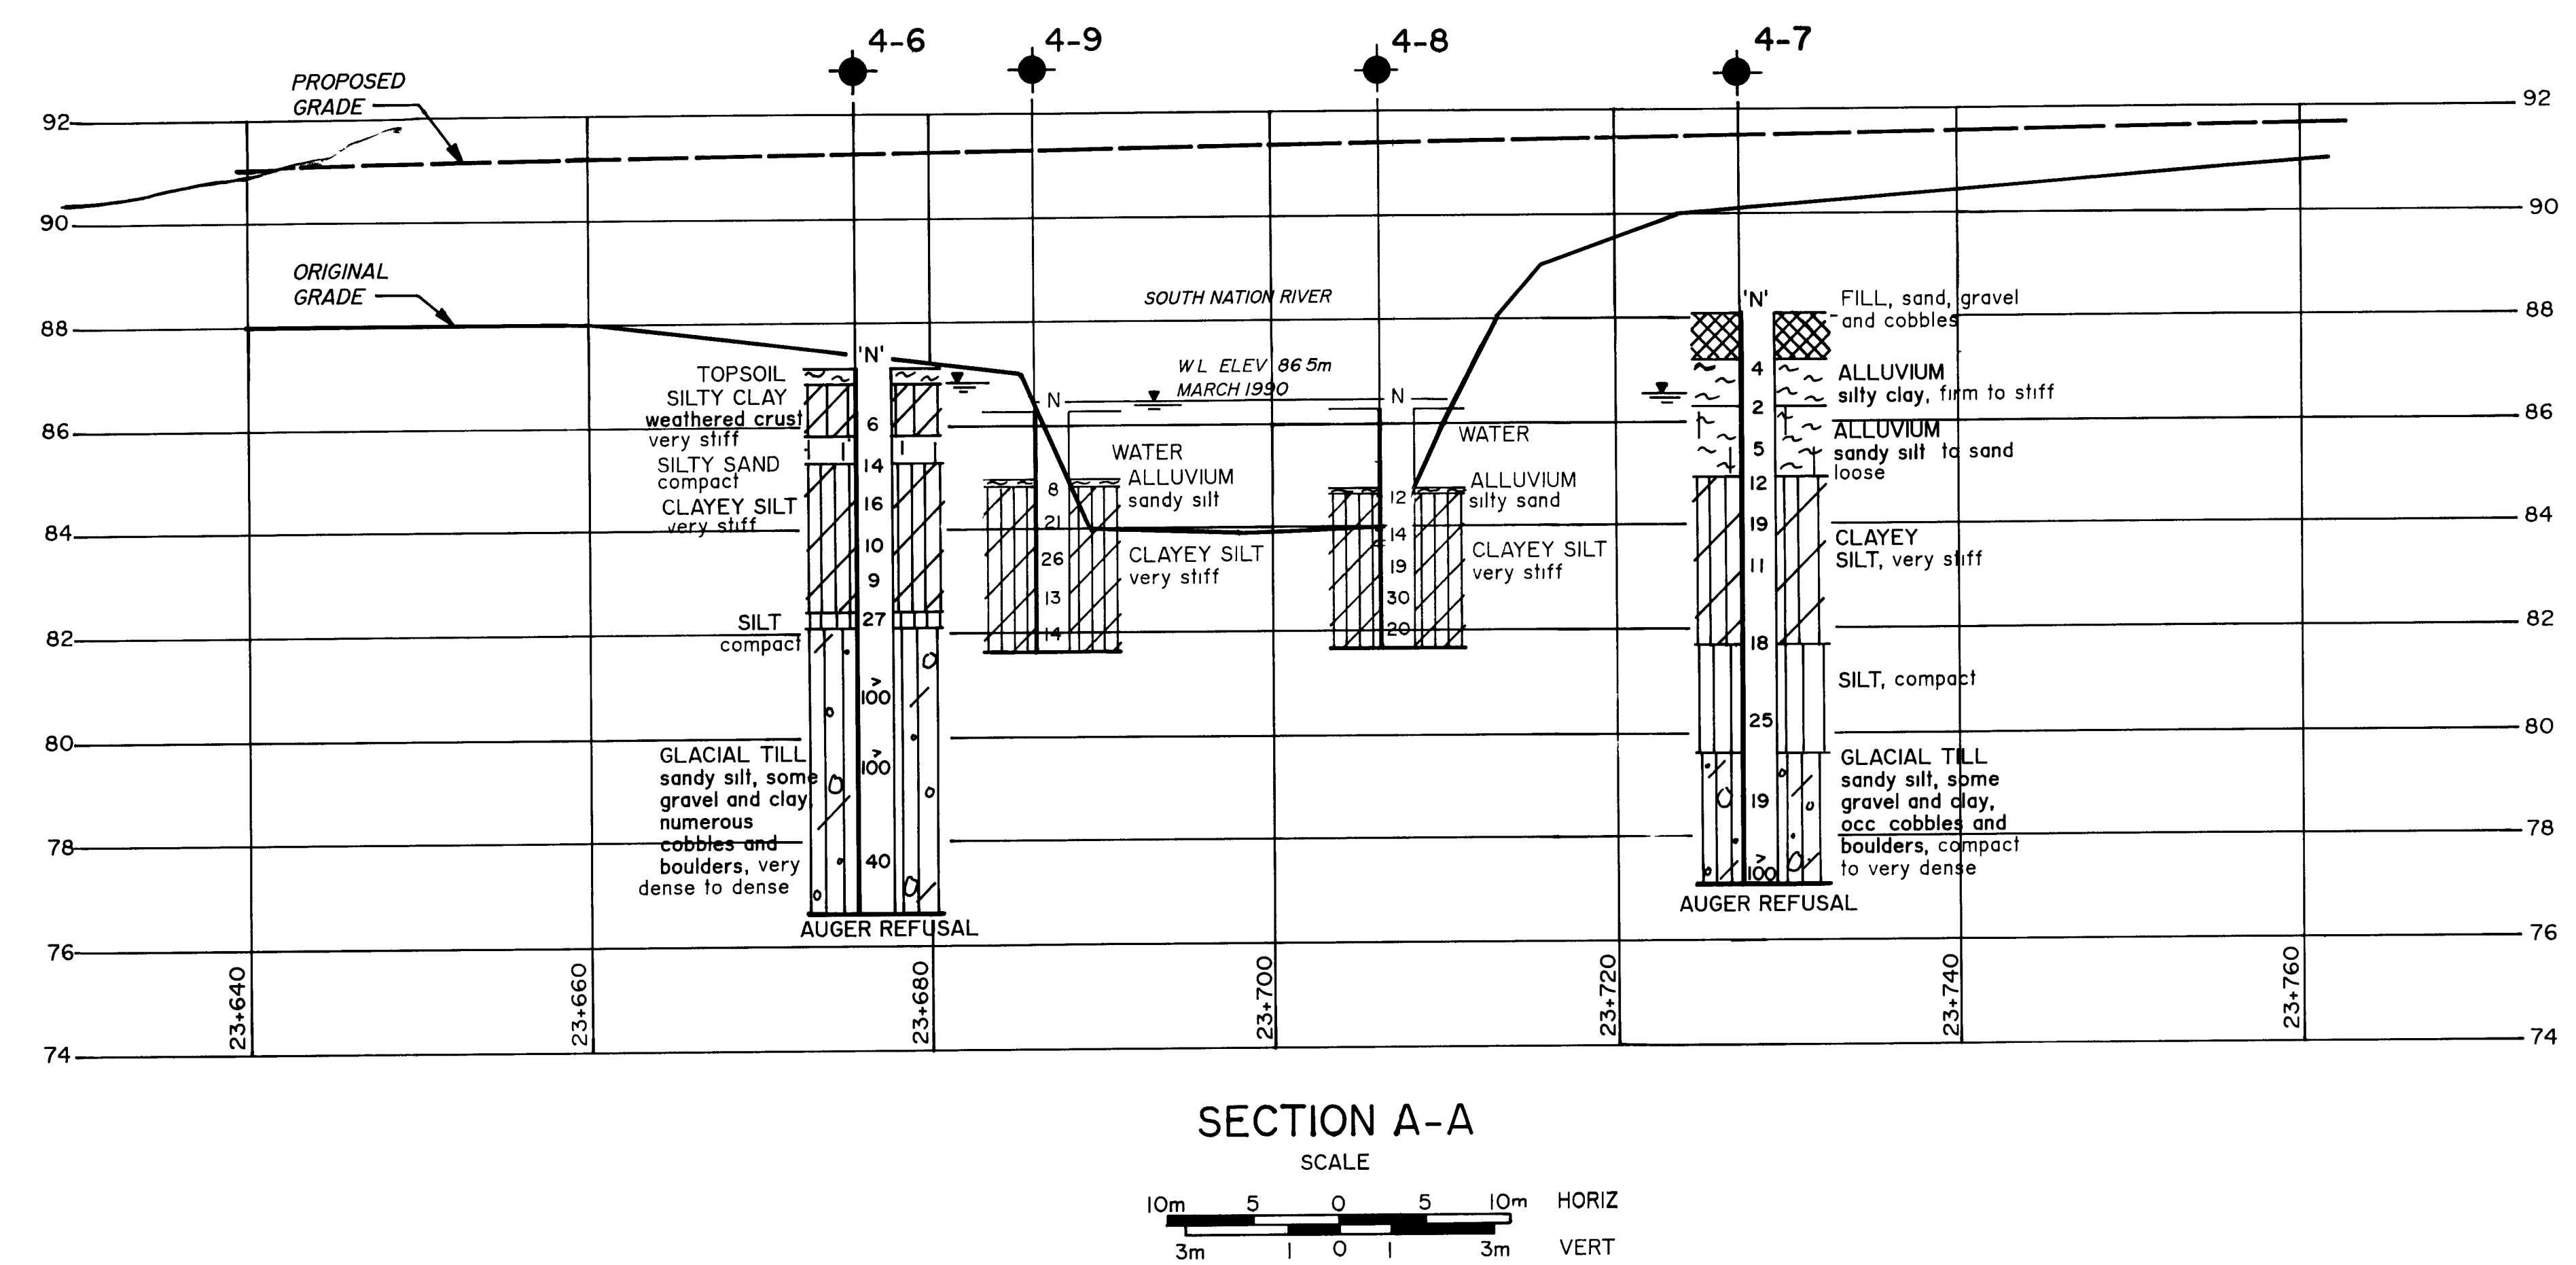 4-6
4-9
4-8
4-7
PROPOSED
GRADE
92
92
90
90
ORIGINAL
GRADE
SOUTH NATION RIVER
'N'
FILL, sand, gravel
and cobbles
88
88
'N'
W L ELEV 86 5m
MARCH 1990
TOPSOIL
SILTY CLAY
weathered crust
very stiff
SILTY SAND
compact
CLAYEY SILT
very stiff
SILT
compact
GLACIAL TILL
sandy silt, some
gravel and clay
numerous
cobbles and
boulders, very
dense to dense
6
14
16
10
9
27
>
100
>
100
40
AUGER REFUSAL
N
WATER
ALLUVIUM
sandy silt
CLAYEY SILT
very stiff
8
21
26
13
14
N
WATER
ALLUVIUM
silty sand
CLAYEY SILT
very stiff
12
14
19
30
20
4
2
5
12
19
11
18
25
19
>
100
ALLUVIUM
silty clay, firm to stiff
ALLUVIUM
sandy silt to sand
loose
CLAYEY
SILT, very stiff
SILT, compact
GLACIAL TILL
sandy silt, some
gravel and clay,
occ cobbles and
boulders, compact
to very dense
AUGER REFUSAL
86
86
84
84
82
82
80
80
78
78
76
76
74
74
23+640
23+660
23+680
23+700
23+720
23+740
23+760
SECTION A-A
SCALE
10m 5 0 5 10m HORIZ
3m 1 0 1 3m VERT